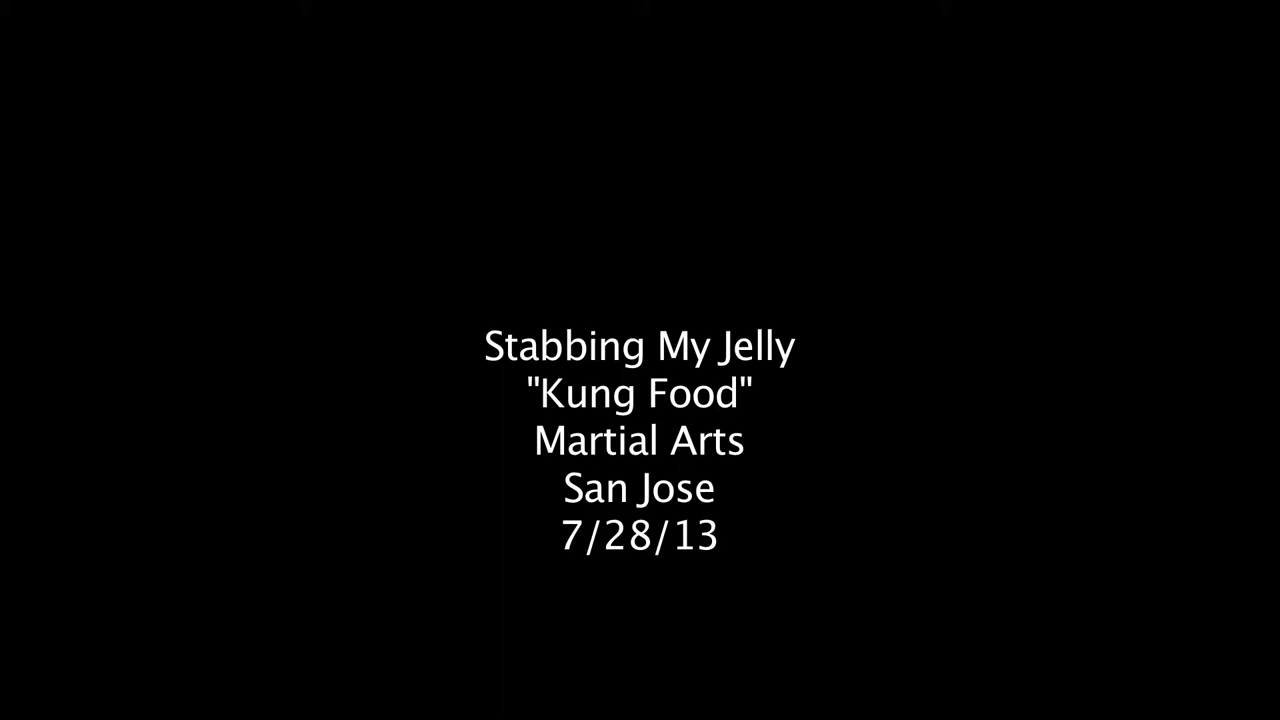 Stabbing My Jelly
"Kung Food"
Martial Arts
San Jose
7/28/13